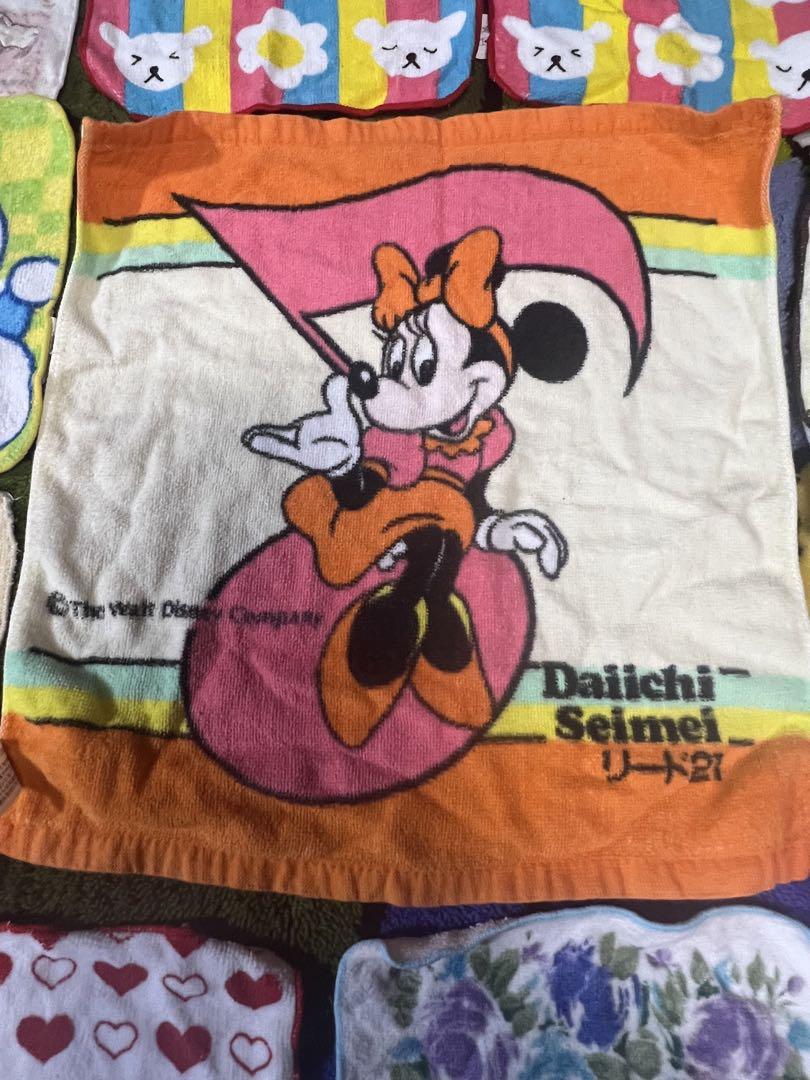 ©The Walt Disney Company
Daiichi
Seimei
リード21